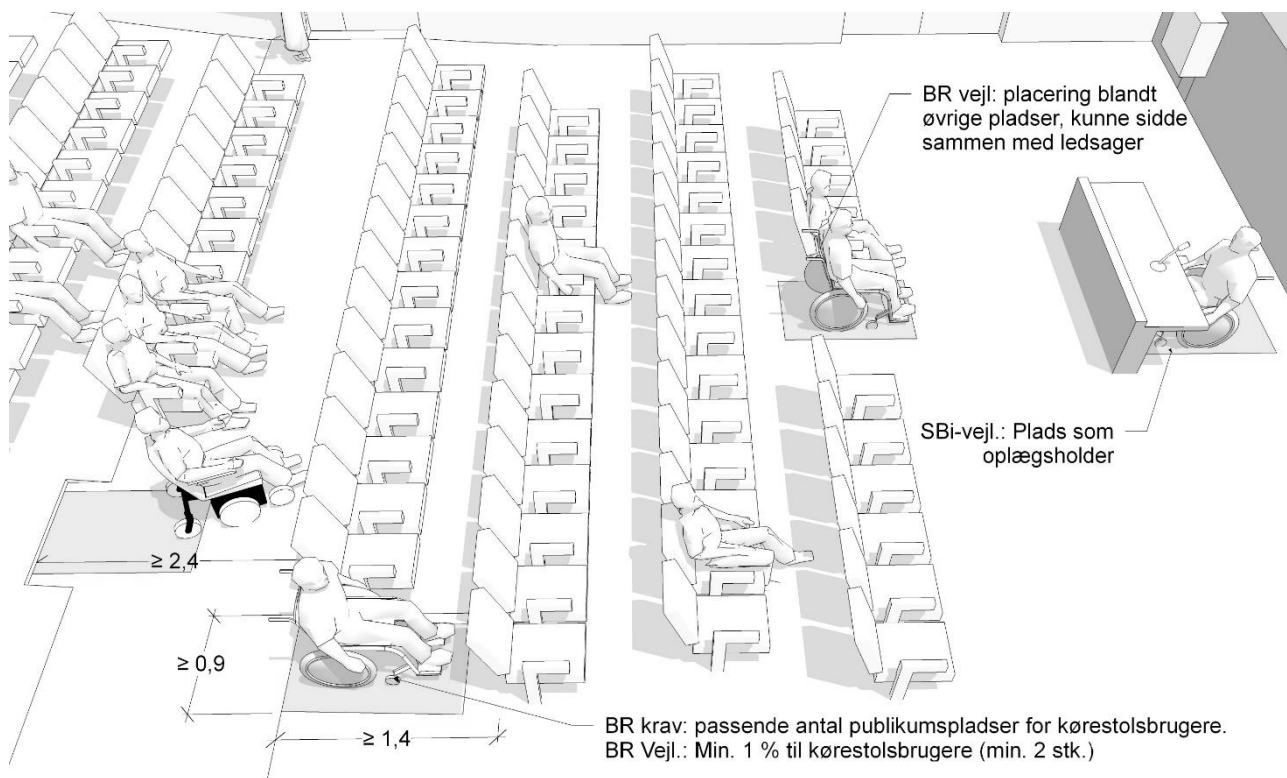 BR vejl: placering blandt
øvrige pladser, kunne sidde
sammen med ledsager
SBi-vejl.: Plads som
oplægsholder
≥ 2,4
≥ 0,9
≥ 1,4
BR krav: passende antal publikumspladser for kørestolsbrugere.
BR Vejl.: Min. 1 % til kørestolsbrugere (min. 2 stk.)